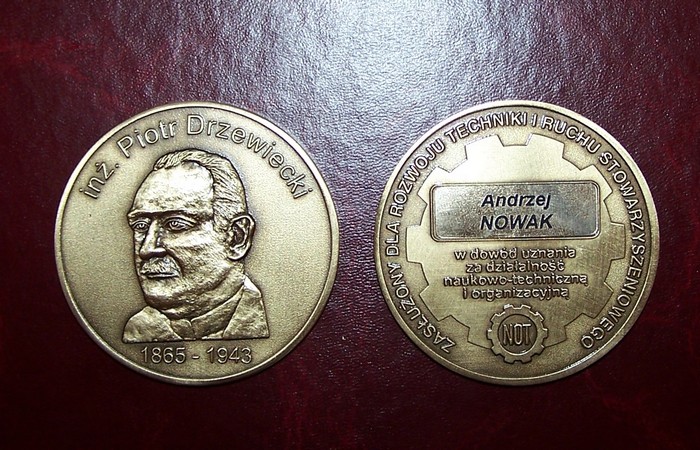 inż. Piotr Drzewiecki
1865 - 1943
ZASŁUŻONY DLA ROZWOJU TECHNIKI I RUCHU STOWARZYSZENIOWEGO
Andrzej
NOWAK
w dowód uznania
za działalność
naukowo-techniczną
i organizacyjną
NOT